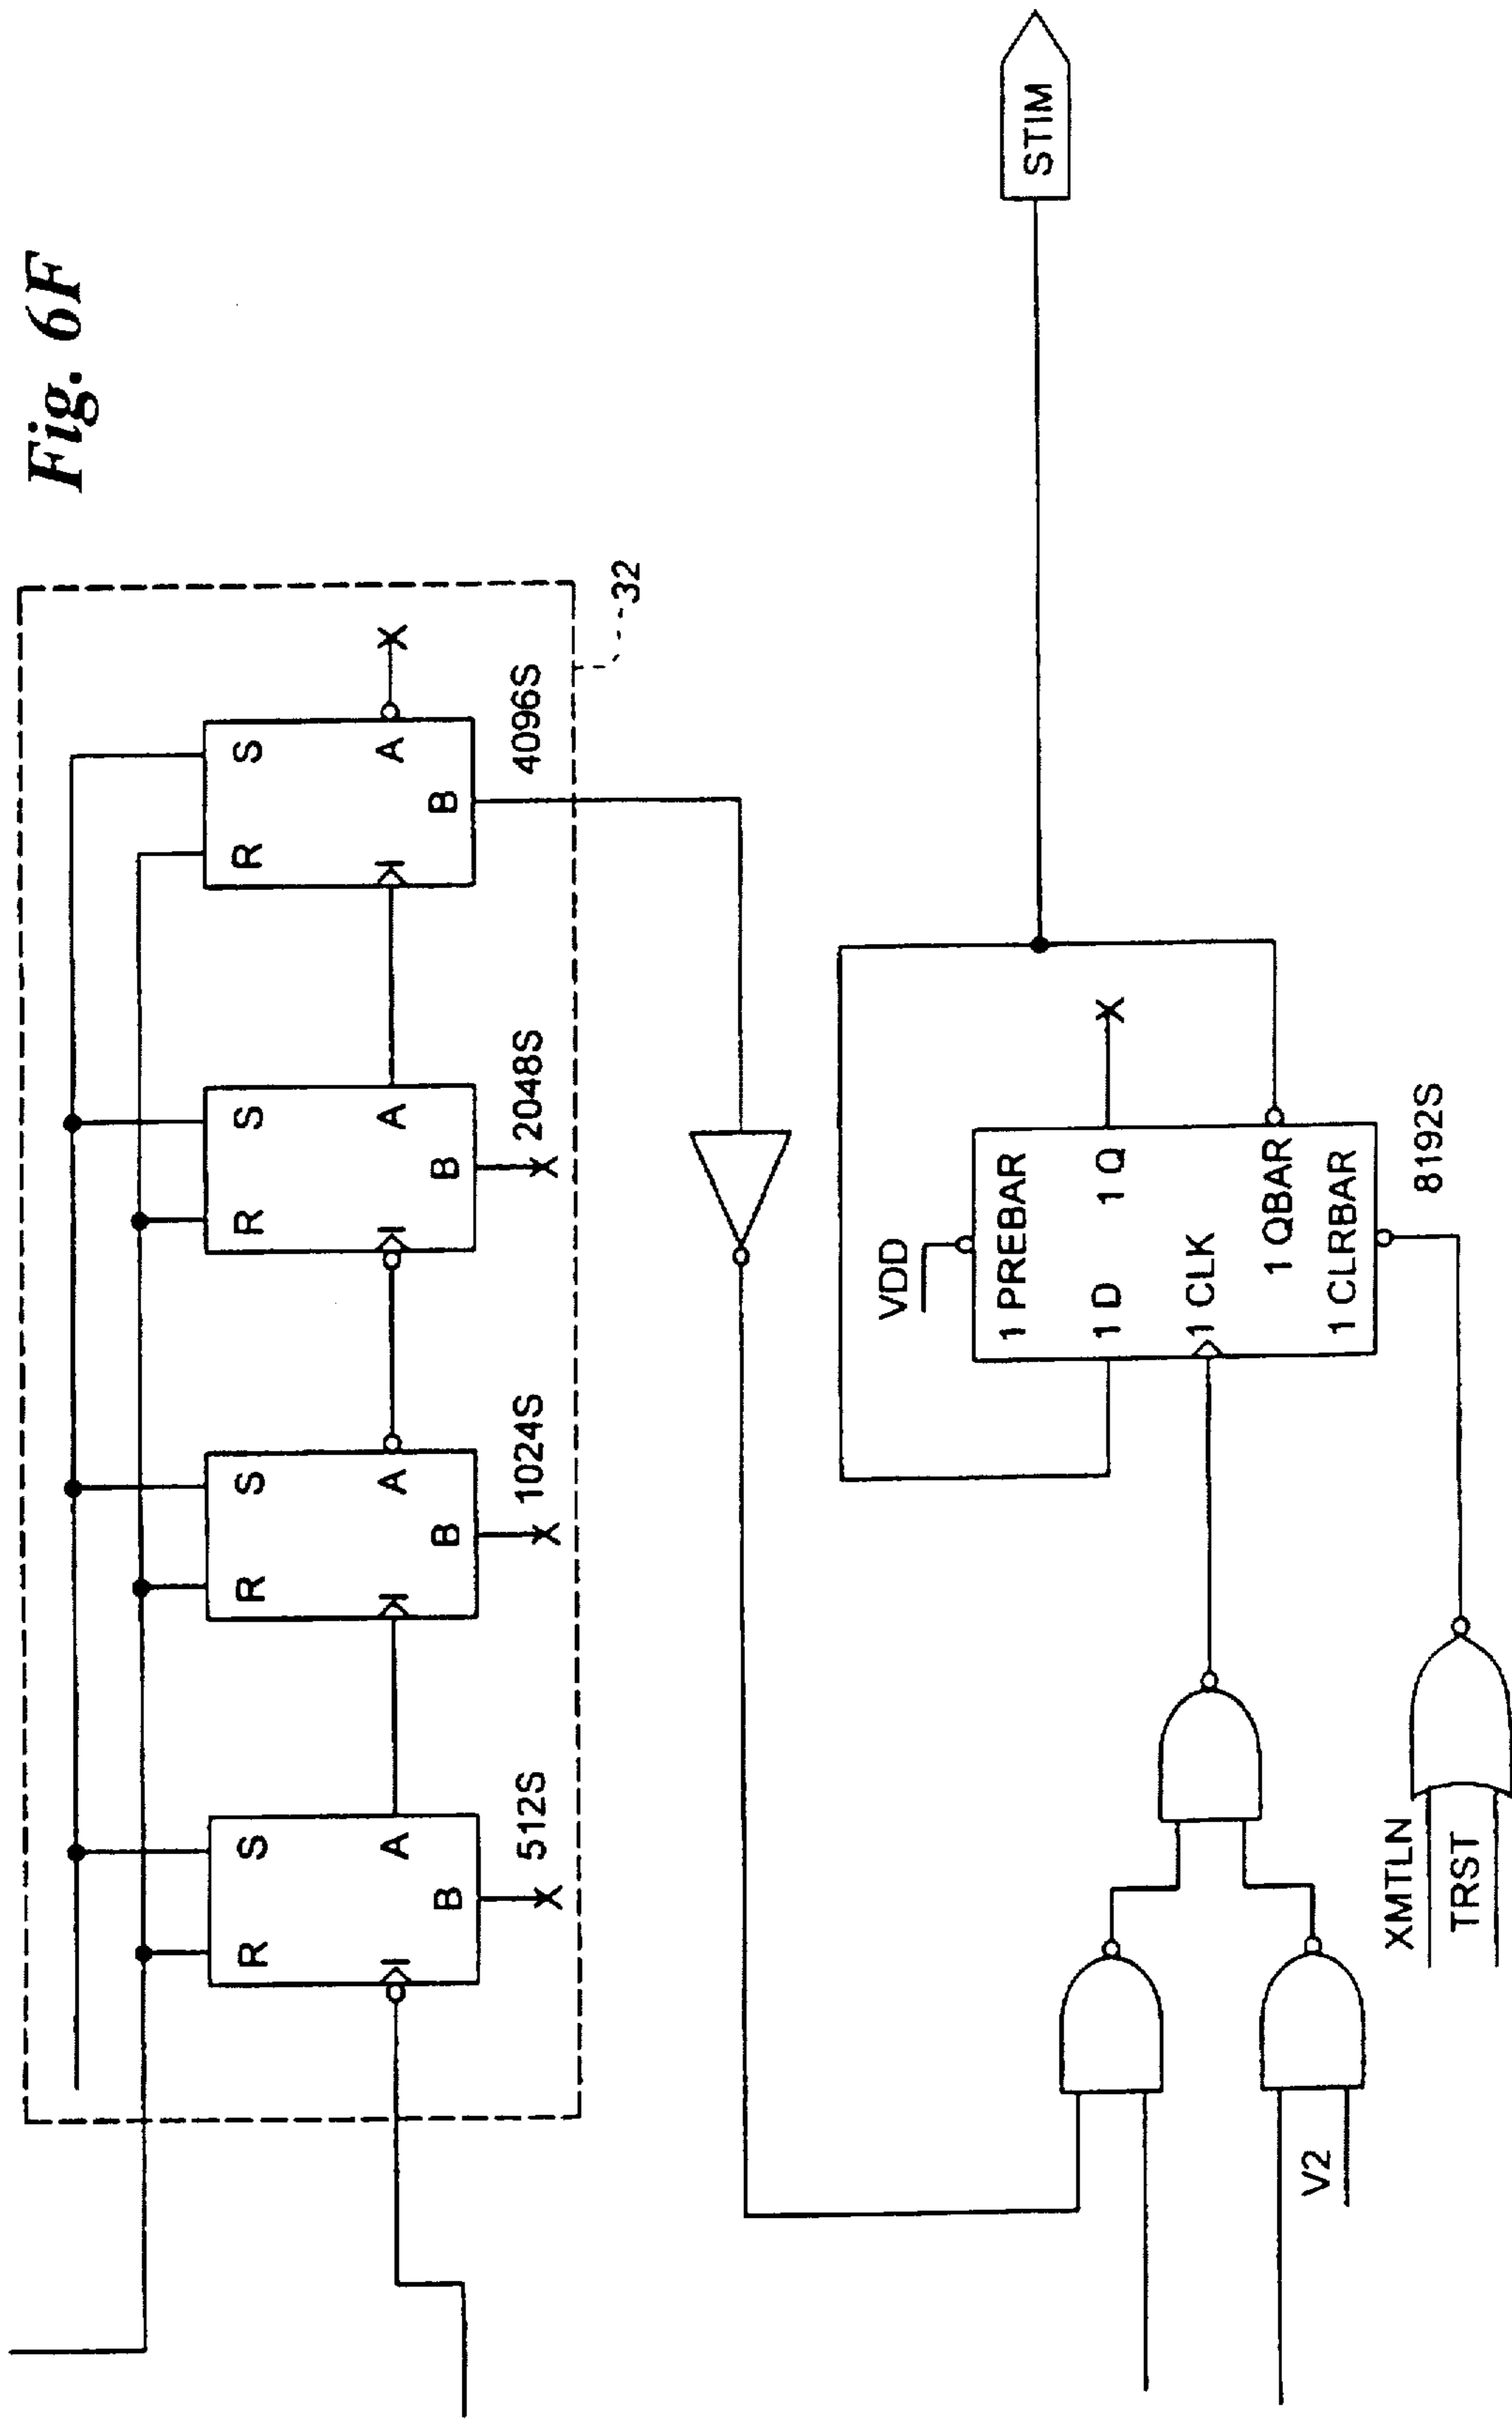 Fig. 6F
R S
A
B
512S
R S
A
B
1024S
R S
A
B
2048S
R S
A
B
4096S
32
VDD
1 PREBAR
1 D 1 Q
1 CLK
1 QBAR
1 CLRBAR
8192S
STIM
V2
XMTLN
TRST